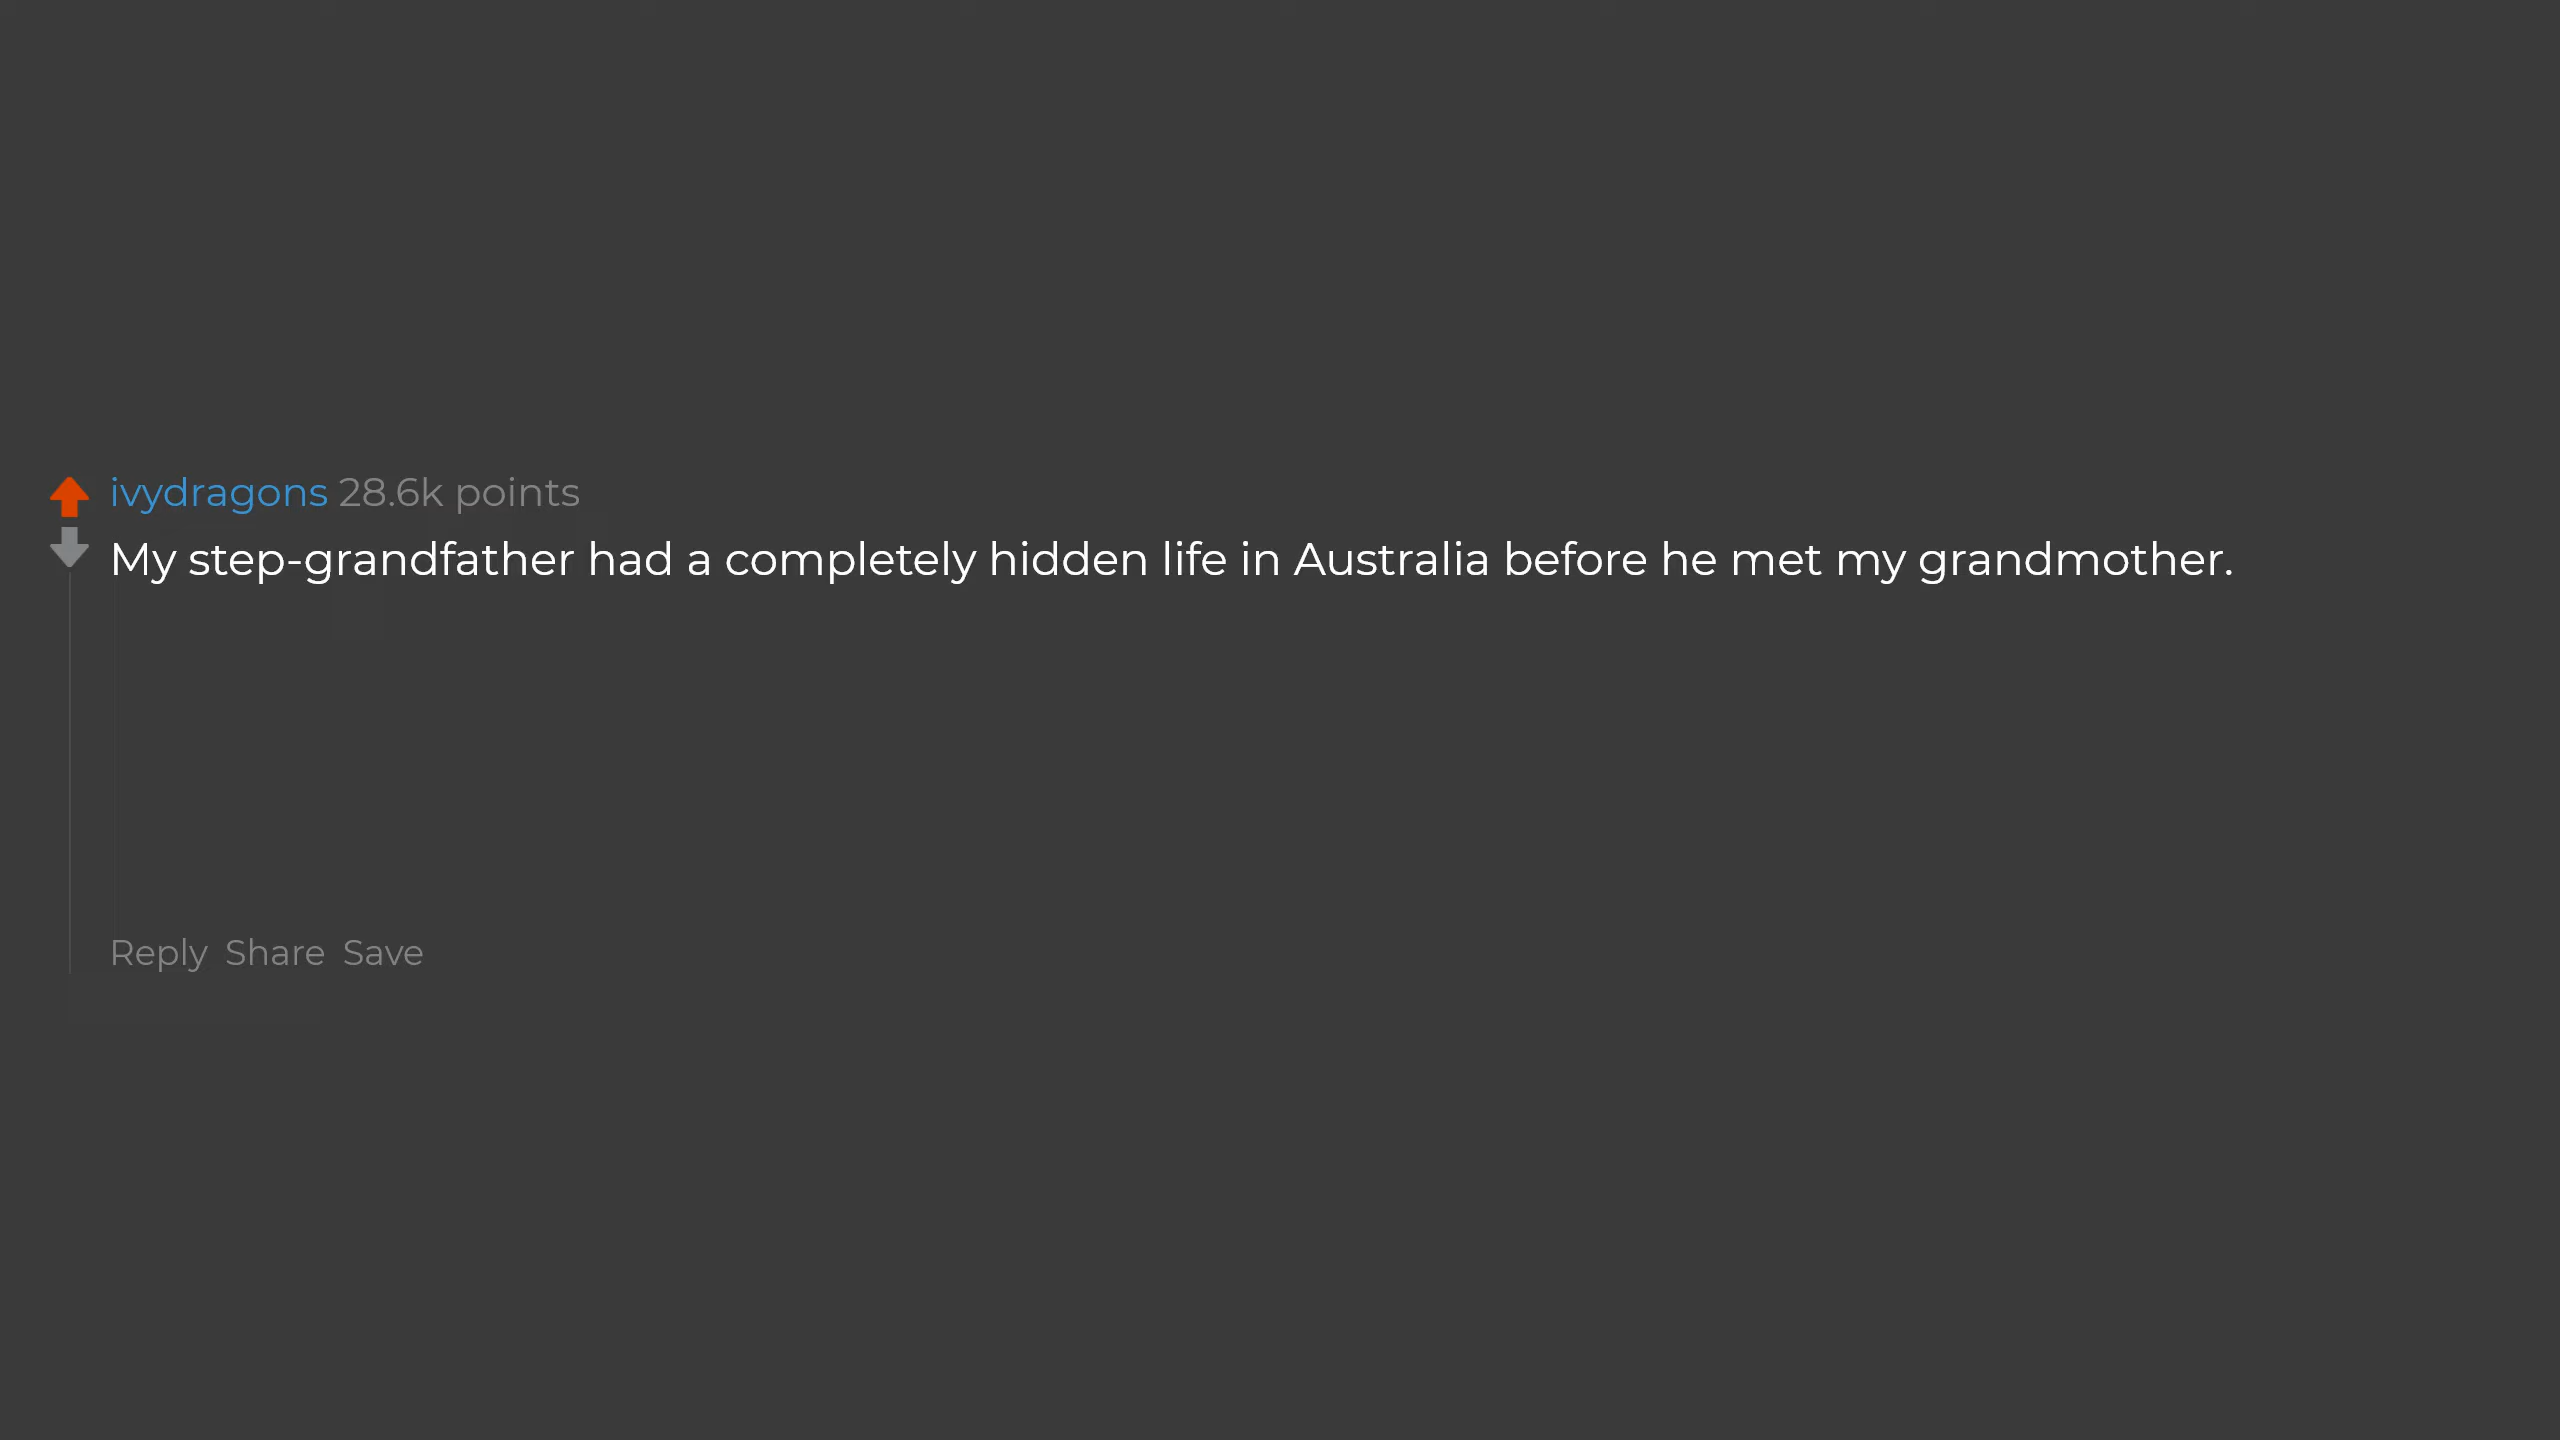 ivydragons 28.6k points
My step-grandfather had a completely hidden life in Australia before he met my grandmother.
Reply Share Save